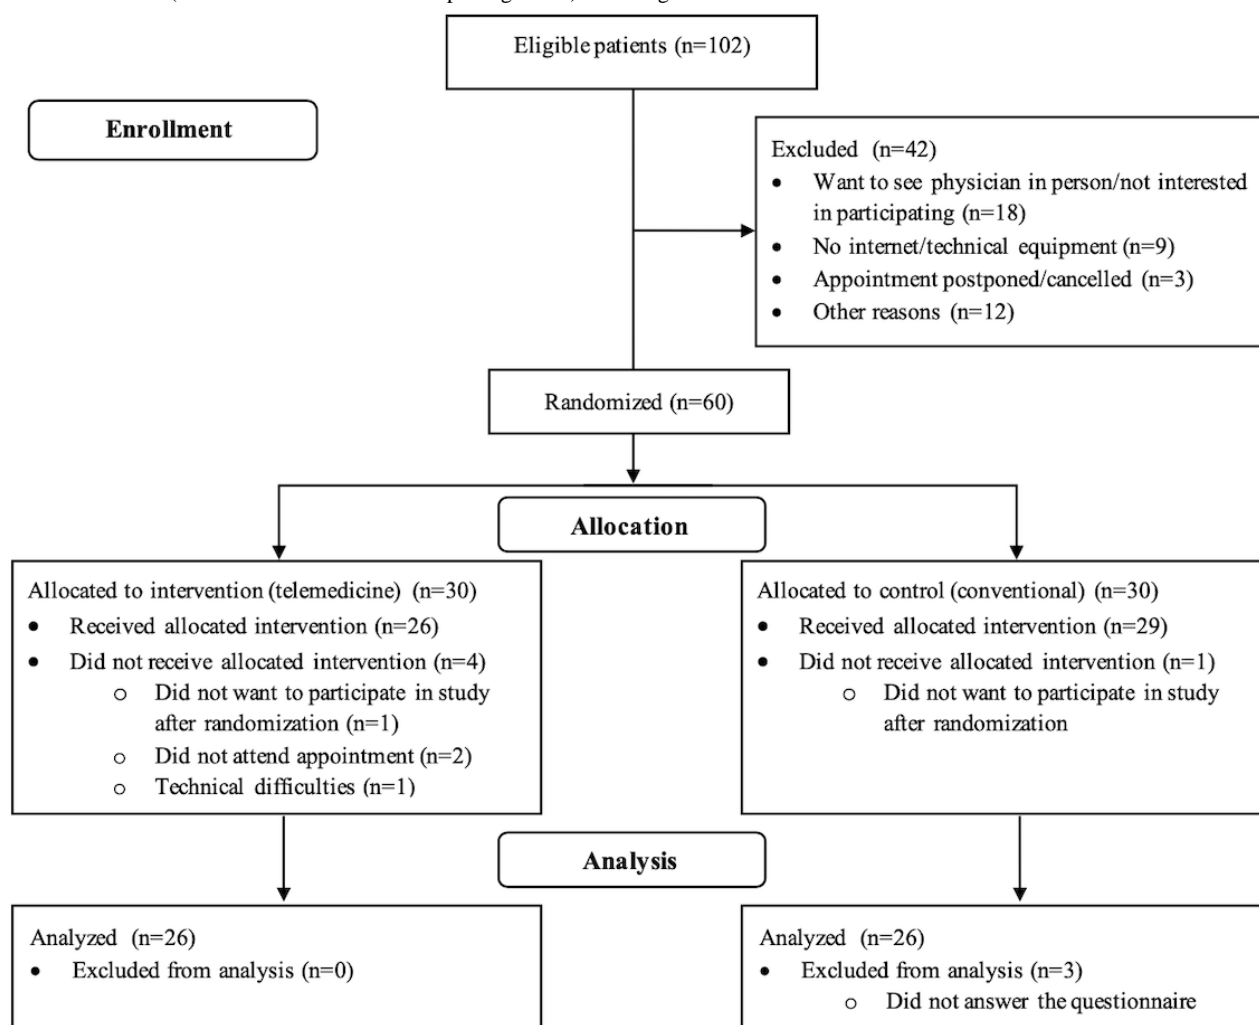 Eligible patients (n=102)
Enrollment
Excluded (n=42)
• Want to see physician in person/not interested
in participating (n=18)
• No internet/technical equipment (n=9)
• Appointment postponed/cancelled (n=3)
• Other reasons (n=12)
Randomized (n=60)
Allocation
Allocated to intervention (telemedicine) (n=30)
• Received allocated intervention (n=26)
• Did not receive allocated intervention (n=4)
o Did not want to participate in study
after randomization (n=1)
o Did not attend appointment (n=2)
o Technical difficulties (n=1)
Allocated to control (conventional) (n=30)
• Received allocated intervention (n=29)
• Did not receive allocated intervention (n=1)
o Did not want to participate in study
after randomization
Analysis
Analyzed (n=26)
• Excluded from analysis (n=0)
Analyzed (n=26)
• Excluded from analysis (n=3)
o Did not answer the questionnaire